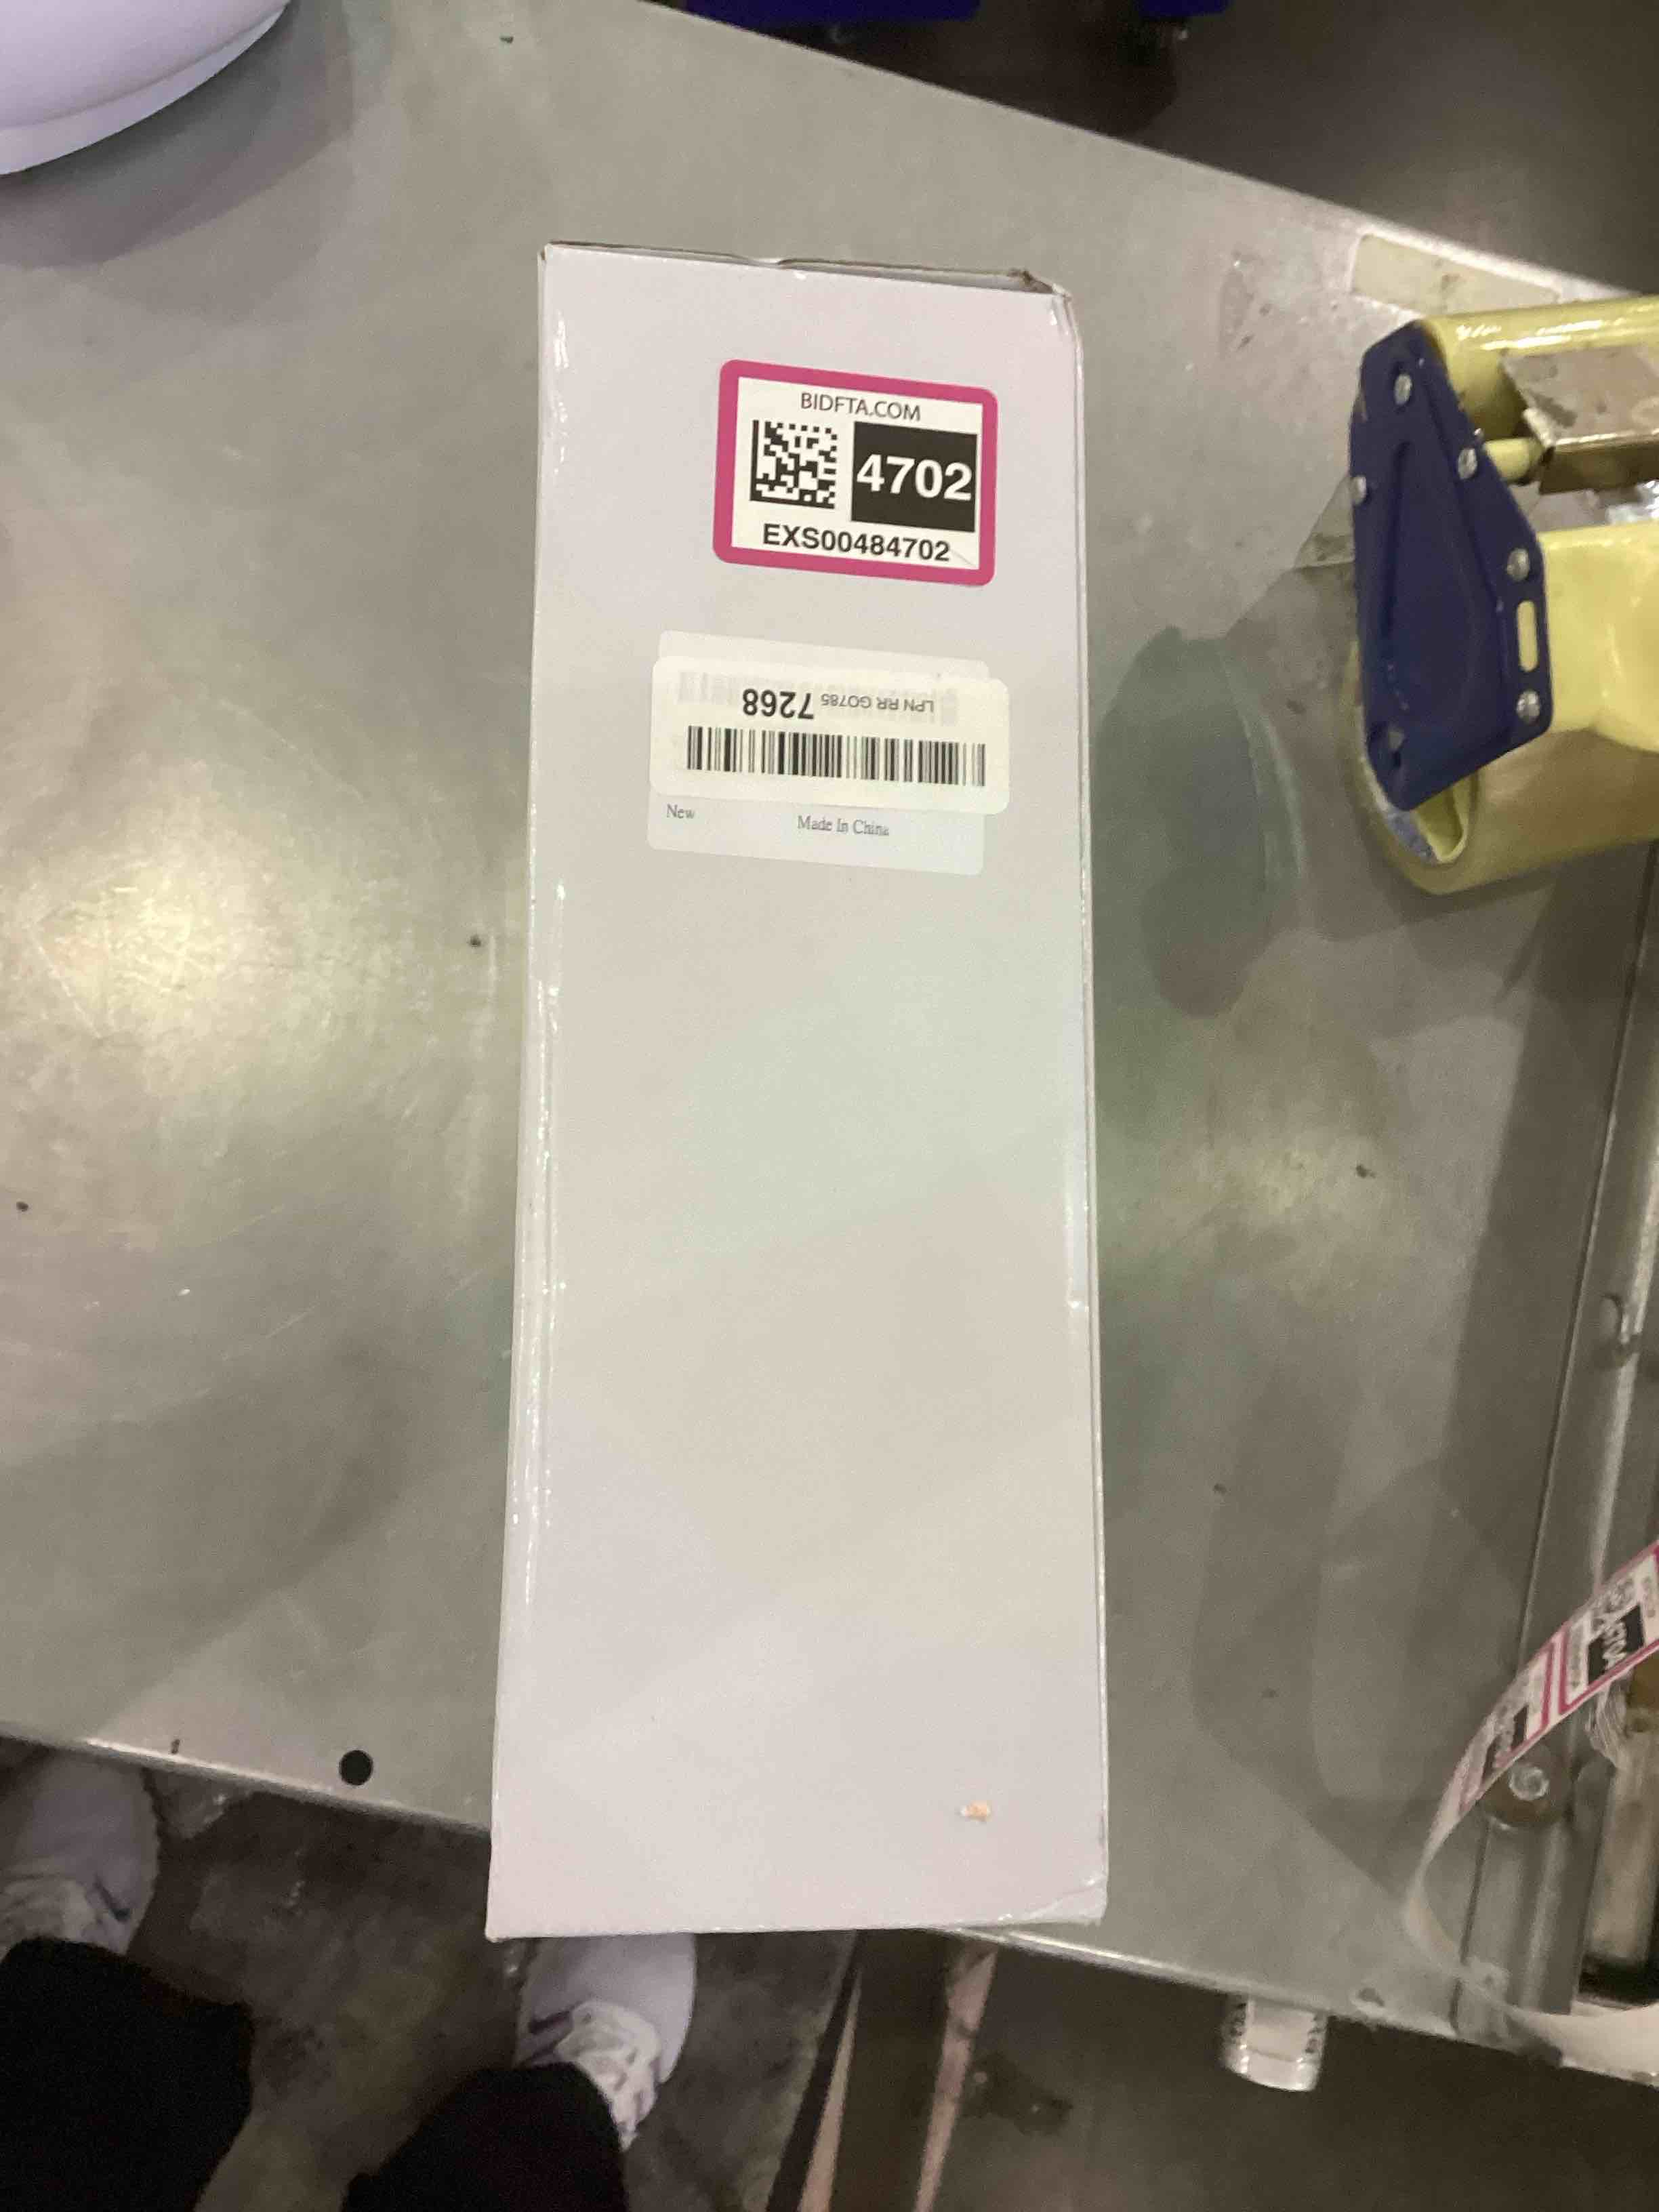 BIDFTA.COM
4702
EXS00484702
LPN RR GO785 7268
New Made In China